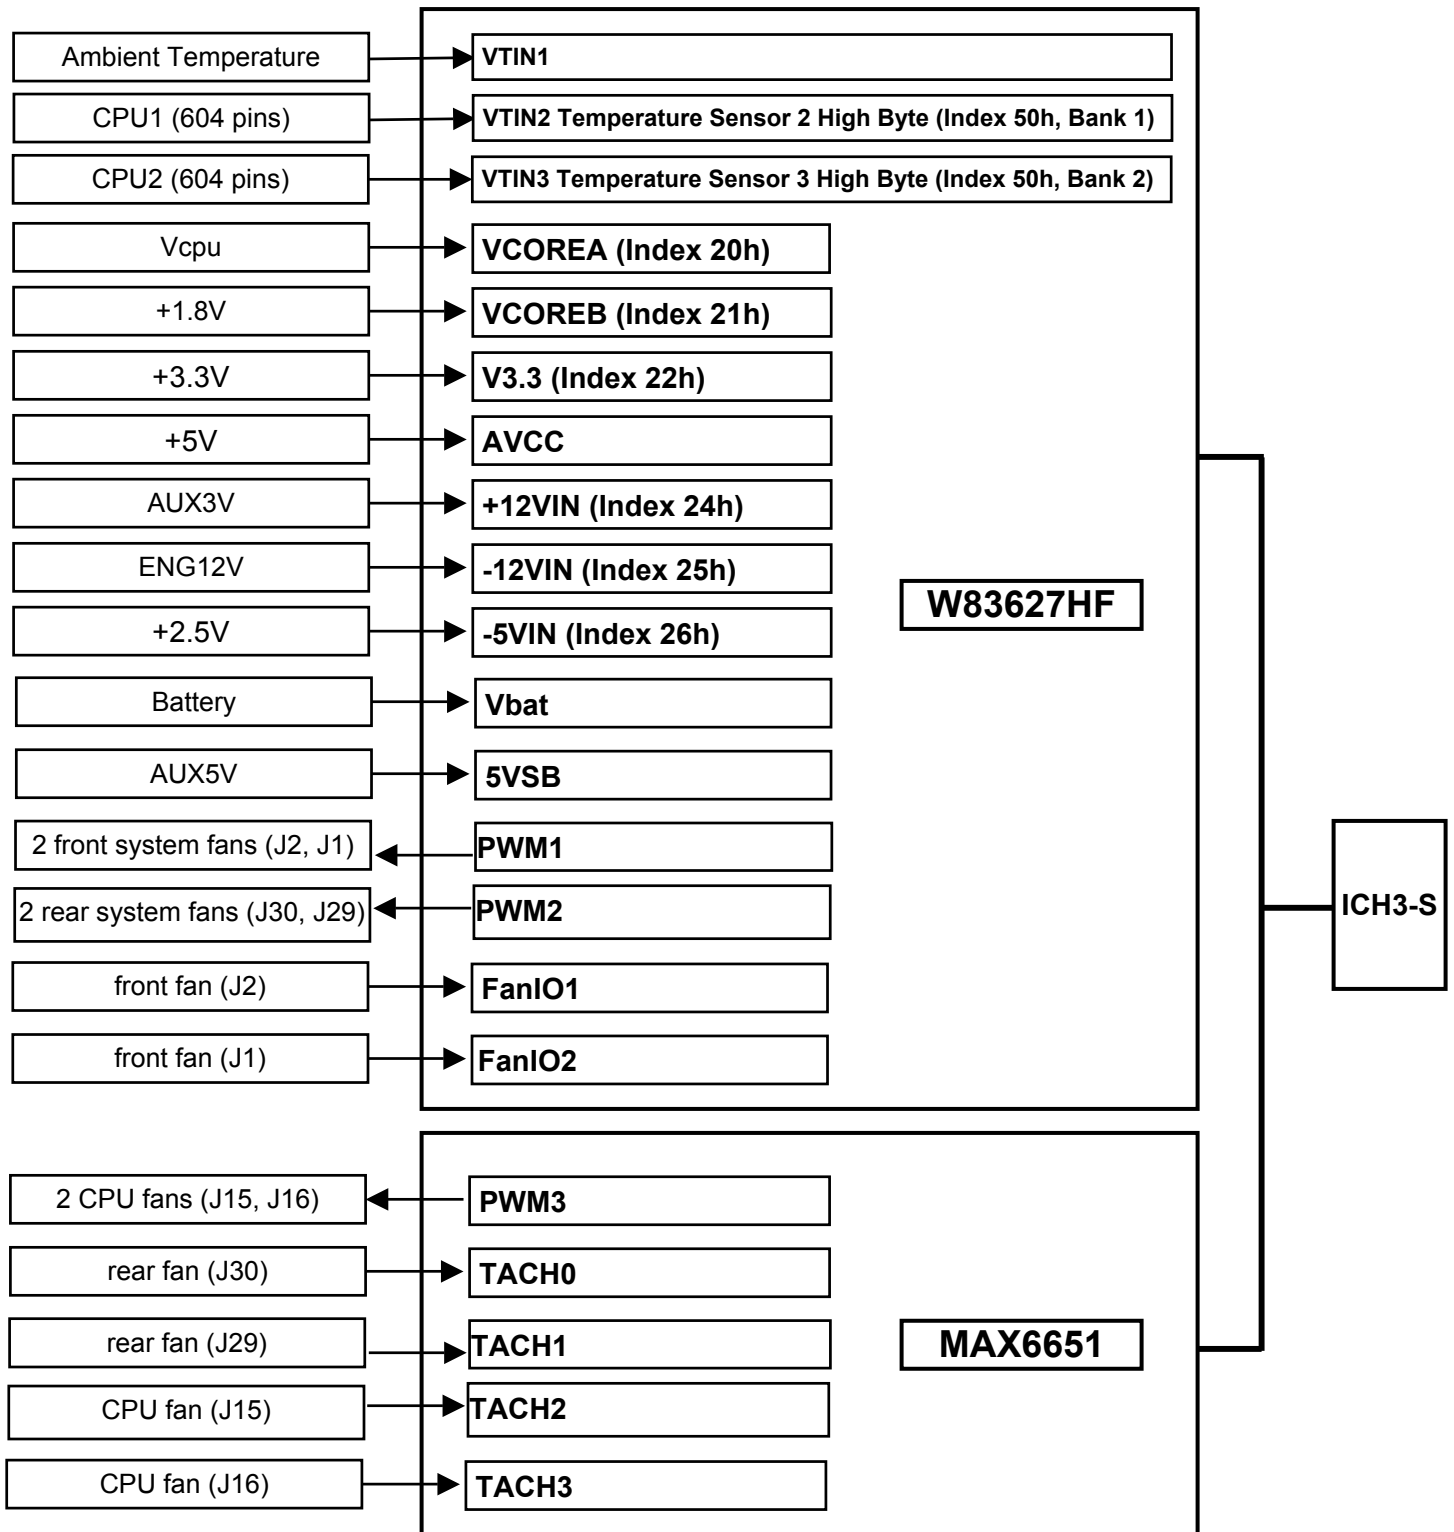 Ambient Temperature
VTIN1
CPU1 (604 pins)
VTIN2 Temperature Sensor 2 High Byte (Index 50h, Bank 1)
CPU2 (604 pins)
VTIN3 Temperature Sensor 3 High Byte (Index 50h, Bank 2)
Vcpu
VCOREA (Index 20h)
+1.8V
VCOREB (Index 21h)
+3.3V
V3.3 (Index 22h)
+5V
AVCC
AUX3V
+12VIN (Index 24h)
ENG12V
-12VIN (Index 25h)
+2.5V
-5VIN (Index 26h)
W83627HF
Battery
Vbat
AUX5V
5VSB
2 front system fans (J2, J1)
PWM1
2 rear system fans (J30, J29)
PWM2
ICH3-S
front fan (J2)
FanIO1
front fan (J1)
FanIO2
2 CPU fans (J15, J16)
PWM3
rear fan (J30)
TACH0
rear fan (J29)
TACH1
MAX6651
CPU fan (J15)
TACH2
CPU fan (J16)
TACH3